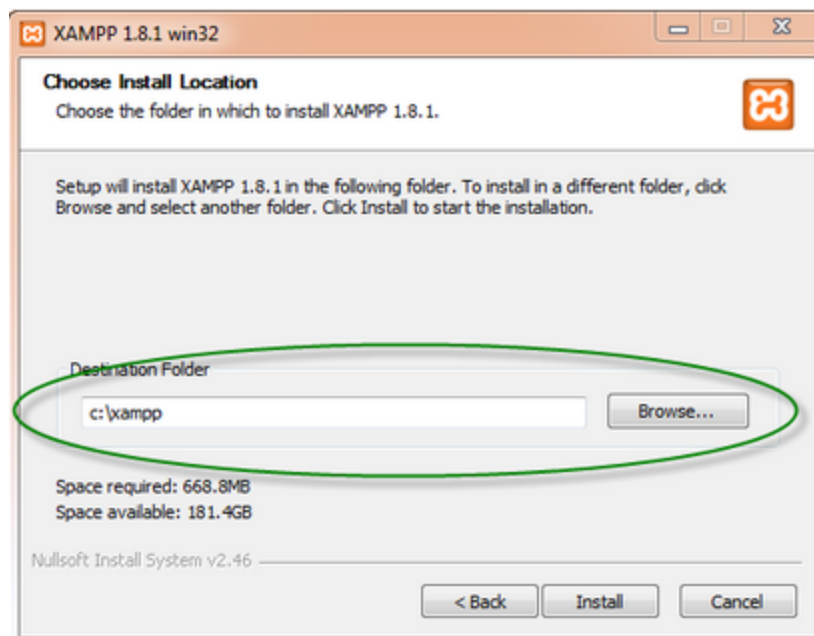 XAMPP 1.8.1 win32
Choose Install Location
Choose the folder in which to install XAMPP 1.8.1.
Setup will install XAMPP 1.8.1 in the following folder. To install in a different folder, click
Browse and select another folder. Click Install to start the installation.
Destination Folder
c:\xampp
Browse...
Space required: 668.8MB
Space available: 181.4GB
Nullsoft Install System v2.46
< Back
Install
Cancel